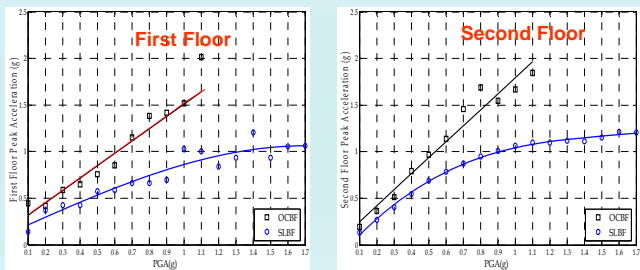 First Floor
First Floor Peak Acceleration (g)
2.5
2
1.5
1
0.5
0
0.1 0.2 0.3 0.4 0.5 0.6 0.7 0.8 0.9 1 1.1 1.2 1.3 1.4 1.5 1.6 1.7
PGA(g)
OCBF
SLBF
Second Floor
Second Floor Peak Acceleration (g)
2.5
2
1.5
1
0.5
0
0.1 0.2 0.3 0.4 0.5 0.6 0.7 0.8 0.9 1 1.1 1.2 1.3 1.4 1.5 1.6 1.7
PGA(g)
OCBF
SLBF